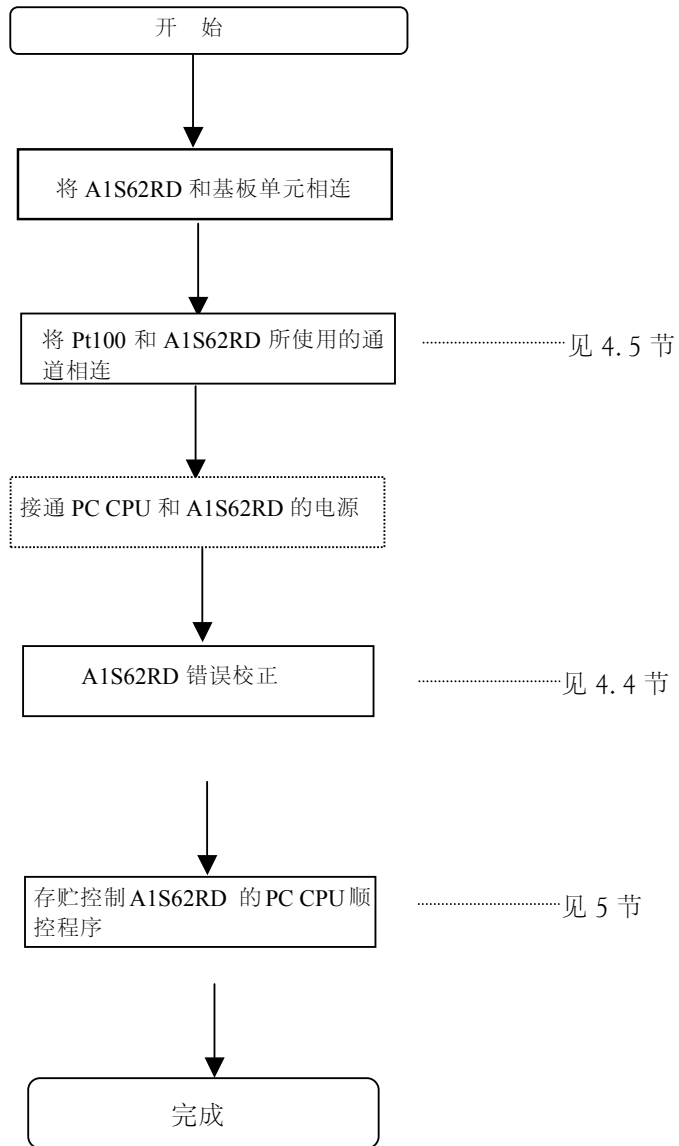 开 始
将 A1S62RD 和基板单元相连
将 Pt100 和 A1S62RD 所使用的通
道相连
见 4.5 节
接通 PC CPU 和 A1S62RD 的电源
A1S62RD 错误校正
见 4.4 节
存贮控制 A1S62RD 的 PC CPU 顺
控程序
见 5 节
完成